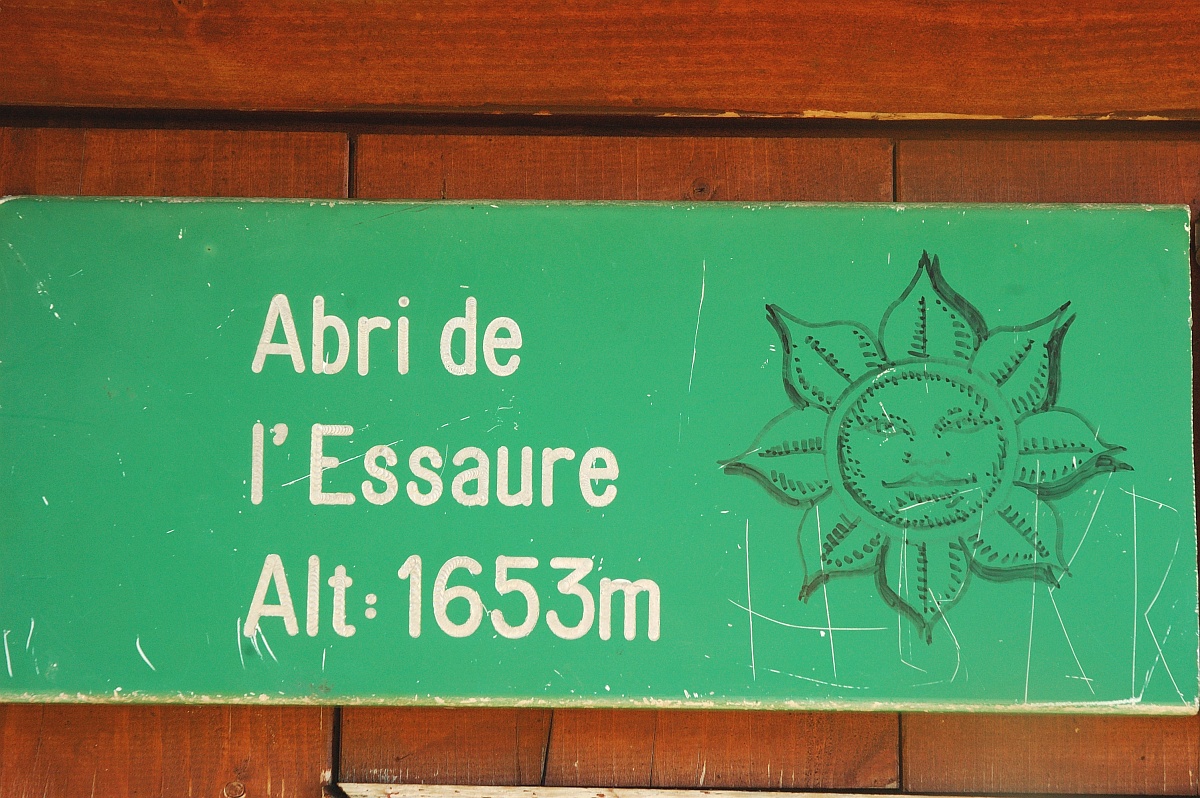 Abri de
l'Essaure
Alt: 1653m